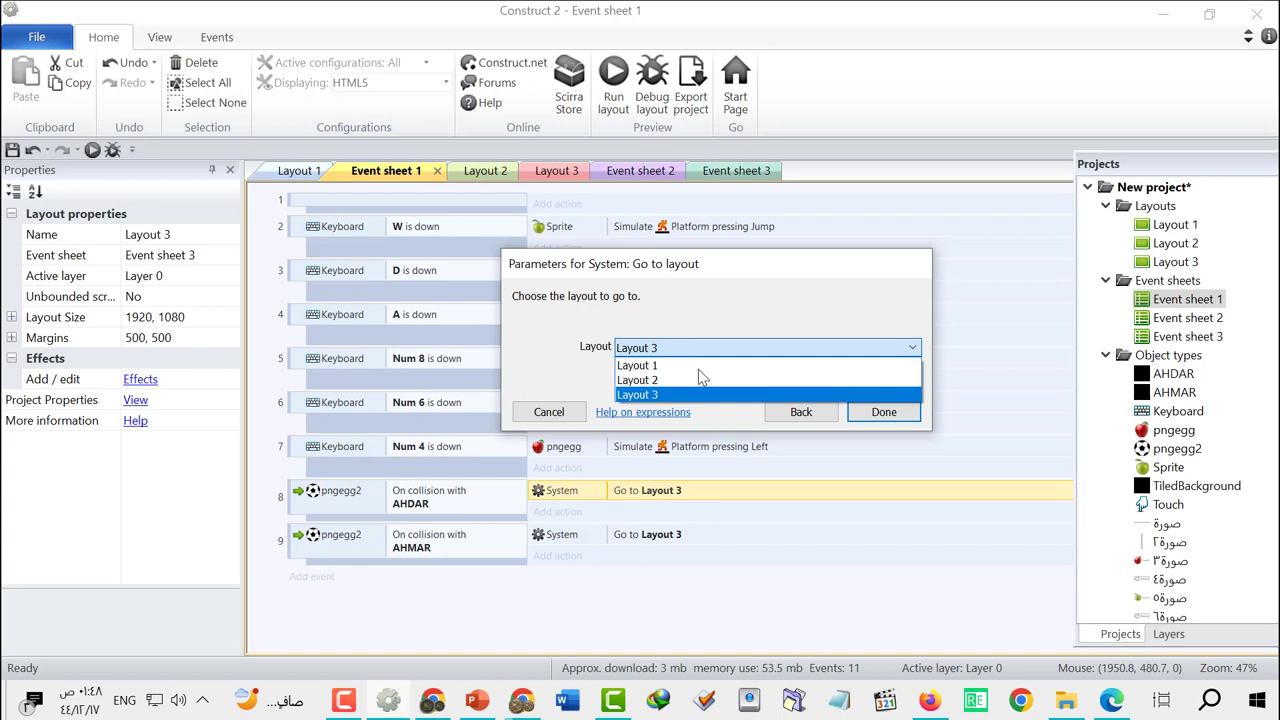 Construct 2 - Event sheet 1
File
Home
View
Events
Paste
Cut
Copy
Clipboard
Undo
Redo
Undo
Delete
Select All
Select None
Selection
Active configurations: All
Displaying: HTML5
Configurations
Construct.net
Forums
Help
Scirra Store
Online
Run layout
Debug layout
Export project
Preview
Start Page
Go
Properties
Layout properties
Name Layout 3
Event sheet Event sheet 3
Active layer Layer 0
Unbounded scr... No
Layout Size 1920, 1080
Margins 500, 500
Effects
Add / edit Effects
Project Properties View
More information Help
Layout 1
Event sheet 1
Layout 2
Layout 3
Event sheet 2
Event sheet 3
1 Add action
2 Keyboard W is down Sprite Simulate Platform pressing Jump
3 Keyboard D is down
4 Keyboard A is down
5 Keyboard Num 8 is down
6 Keyboard Num 6 is down
7 Keyboard Num 4 is down pngegg Simulate Platform pressing Left
Add action
8 pngegg2 On collision with AHDAR System Go to Layout 3
Add action
9 pngegg2 On collision with AHMAR System Go to Layout 3
Add action
Add event
Parameters for System: Go to layout
Choose the layout to go to.
Layout Layout 3
Layout 1
Layout 2
Layout 3
Cancel
Help on expressions
Back
Done
Projects
New project*
Layouts
Layout 1
Layout 2
Layout 3
Event sheets
Event sheet 1
Event sheet 2
Event sheet 3
Object types
AHDAR
AHMAR
Keyboard
pngegg
pngegg2
Sprite
TiledBackground
Touch
صورة
صورة٢
صورة٣
صورة٤
صورة٥
صورة٦
Projects
Layers
Ready
Approx. download: 3 mb memory use: 53.5 mb Events: 11
Active layer: Layer 0
Mouse: (1950.8, 480.7, 0)
Zoom: 47%
٠١:٤٨ ص
٤٤/١٢/١٧
ENG
صافٍ...
321
RE